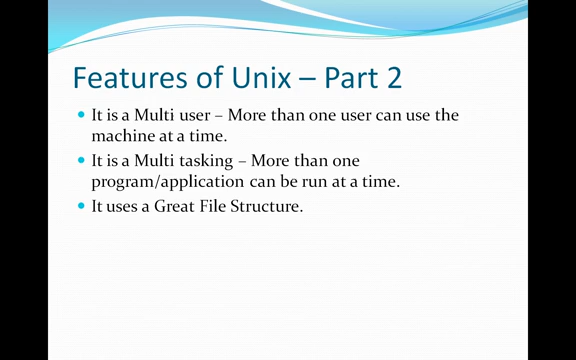 Features of Unix – Part 2
• It is a Multi user – More than one user can use the
machine at a time.
• It is a Multi tasking – More than one
program/application can be run at a time.
• It uses a Great File Structure.